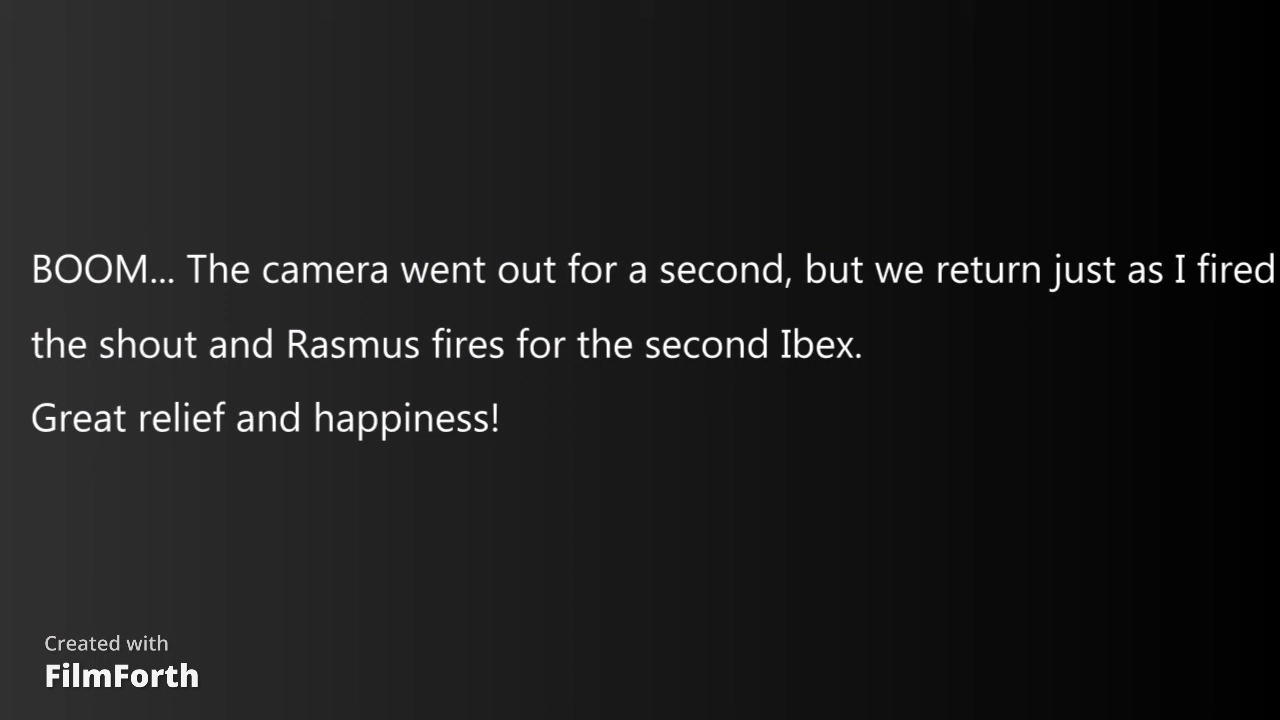 BOOM... The camera went out for a second, but we return just as I fired
the shout and Rasmus fires for the second Ibex.
Great relief and happiness!
Created with
FilmForth